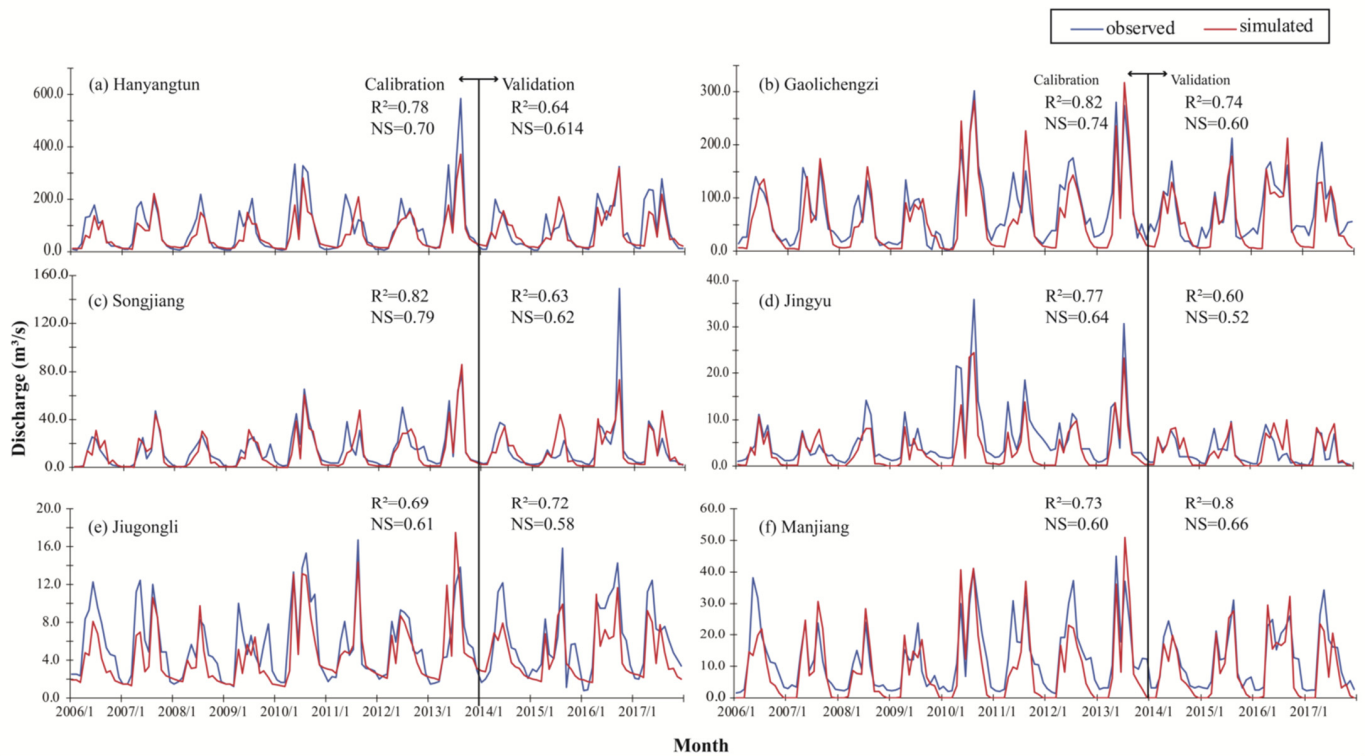 observed simulated
(a) Hanyangtun
Calibration Validation
R²=0.78 R²=0.64
NS=0.70 NS=0.614
600.0
400.0
200.0
0.0
(b) Gaolichengzi
Calibration Validation
R²=0.82 R²=0.74
NS=0.74 NS=0.60
300.0
200.0
100.0
0.0
(c) Songjiang
R²=0.82 R²=0.63
NS=0.79 NS=0.62
160.0
120.0
80.0
40.0
0.0
(d) Jingyu
R²=0.77 R²=0.60
NS=0.64 NS=0.52
40.0
30.0
20.0
10.0
0.0
Discharge (m³/s)
(e) Jiugongli
R²=0.69 R²=0.72
NS=0.61 NS=0.58
20.0
16.0
12.0
8.0
4.0
0.0
2006/1 2007/1 2008/1 2009/1 2010/1 2011/1 2012/1 2013/1 2014/1 2015/1 2016/1 2017/1
(f) Manjiang
R²=0.73 R²=0.8
NS=0.60 NS=0.66
60.0
50.0
40.0
30.0
20.0
10.0
0.0
2006/1 2007/1 2008/1 2009/1 2010/1 2011/1 2012/1 2013/1 2014/1 2015/1 2016/1 2017/1
Month